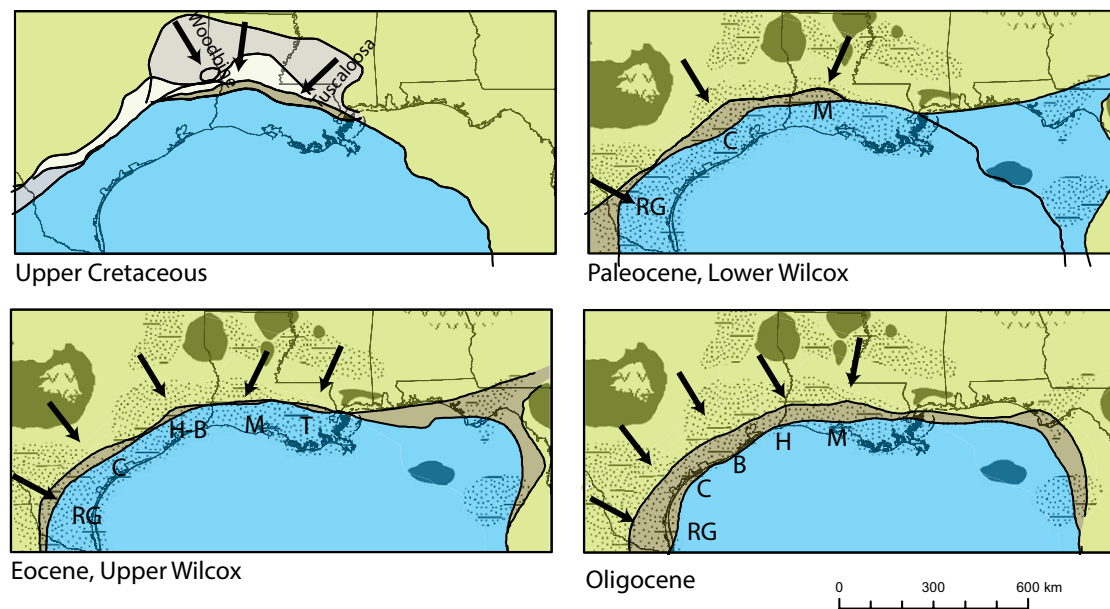 Woodbine
Tuscaloosa
Upper Cretaceous
M
C
RG
Paleocene, Lower Wilcox
H-B
M
T
C
RG
Eocene, Upper Wilcox
H
M
B
C
RG
Oligocene
0 300 600 km